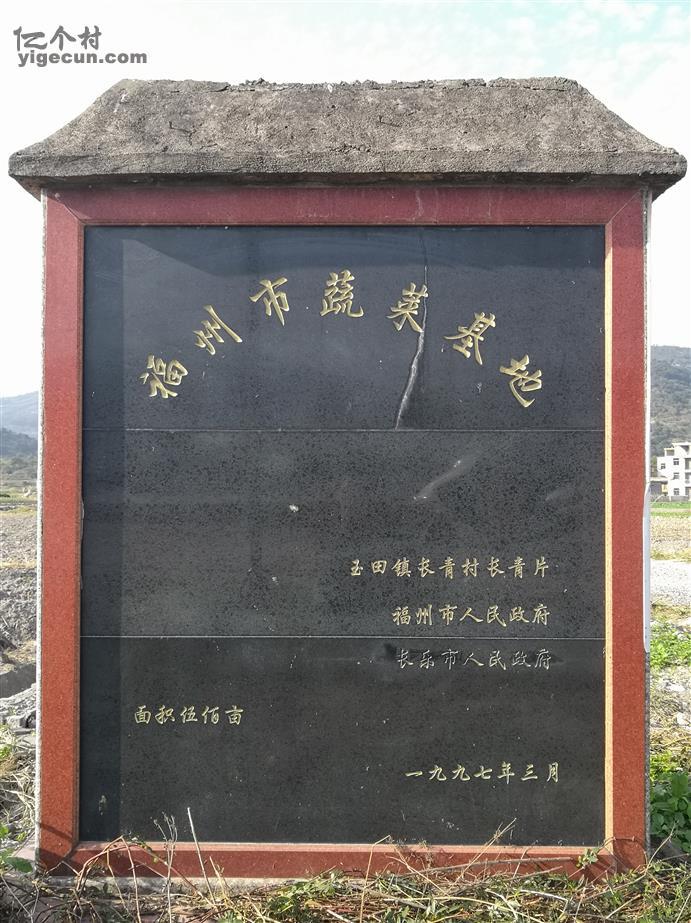 亿个村
yigecun.com
福州市蔬菜基地
玉田镇长青村长青片
福州市人民政府
长乐市人民政府
面积伍佰亩
一九九七年三月